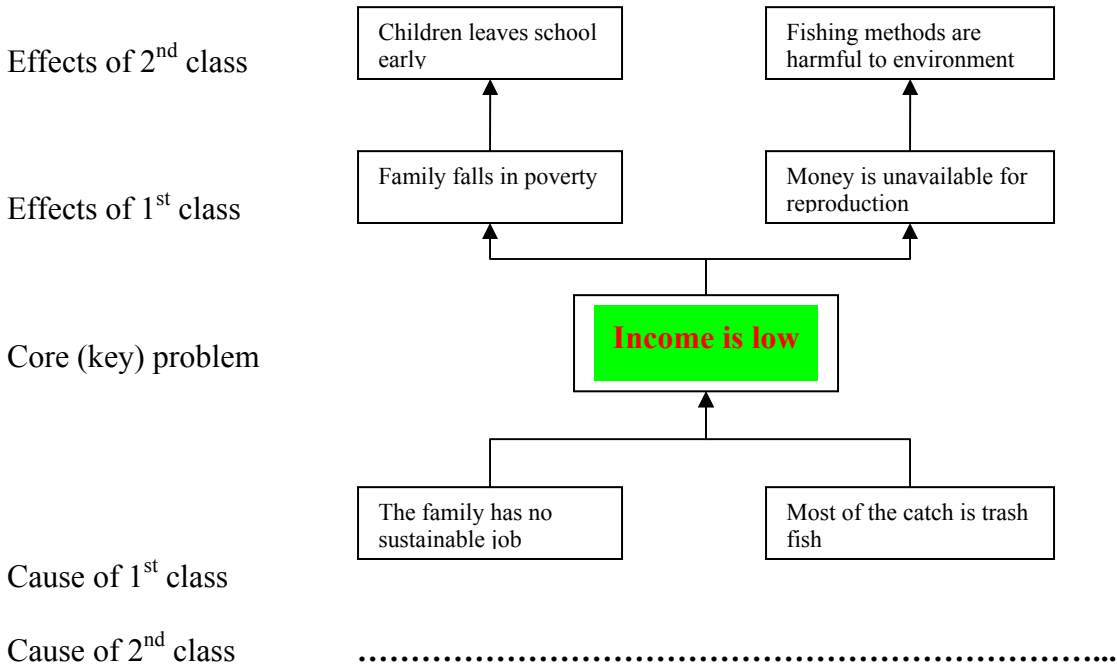 Effects of 2nd class
Children leaves school
early
Fishing methods are
harmful to environment
Effects of 1st class
Family falls in poverty
Money is unavailable for
reproduction
Core (key) problem
Income is low
The family has no
sustainable job
Most of the catch is trash
fish
Cause of 1st class
Cause of 2nd class ................................................................